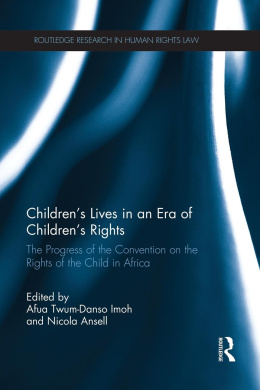 ROUTLEDGE RESEARCH IN HUMAN RIGHTS LAW
Children's Lives in an Era of
Children's Rights
The Progress of the Convention on the
Rights of the Child in Africa
Edited by
Afua Twum-Danso Imoh
and Nicola Ansell
ROUTLEDGE